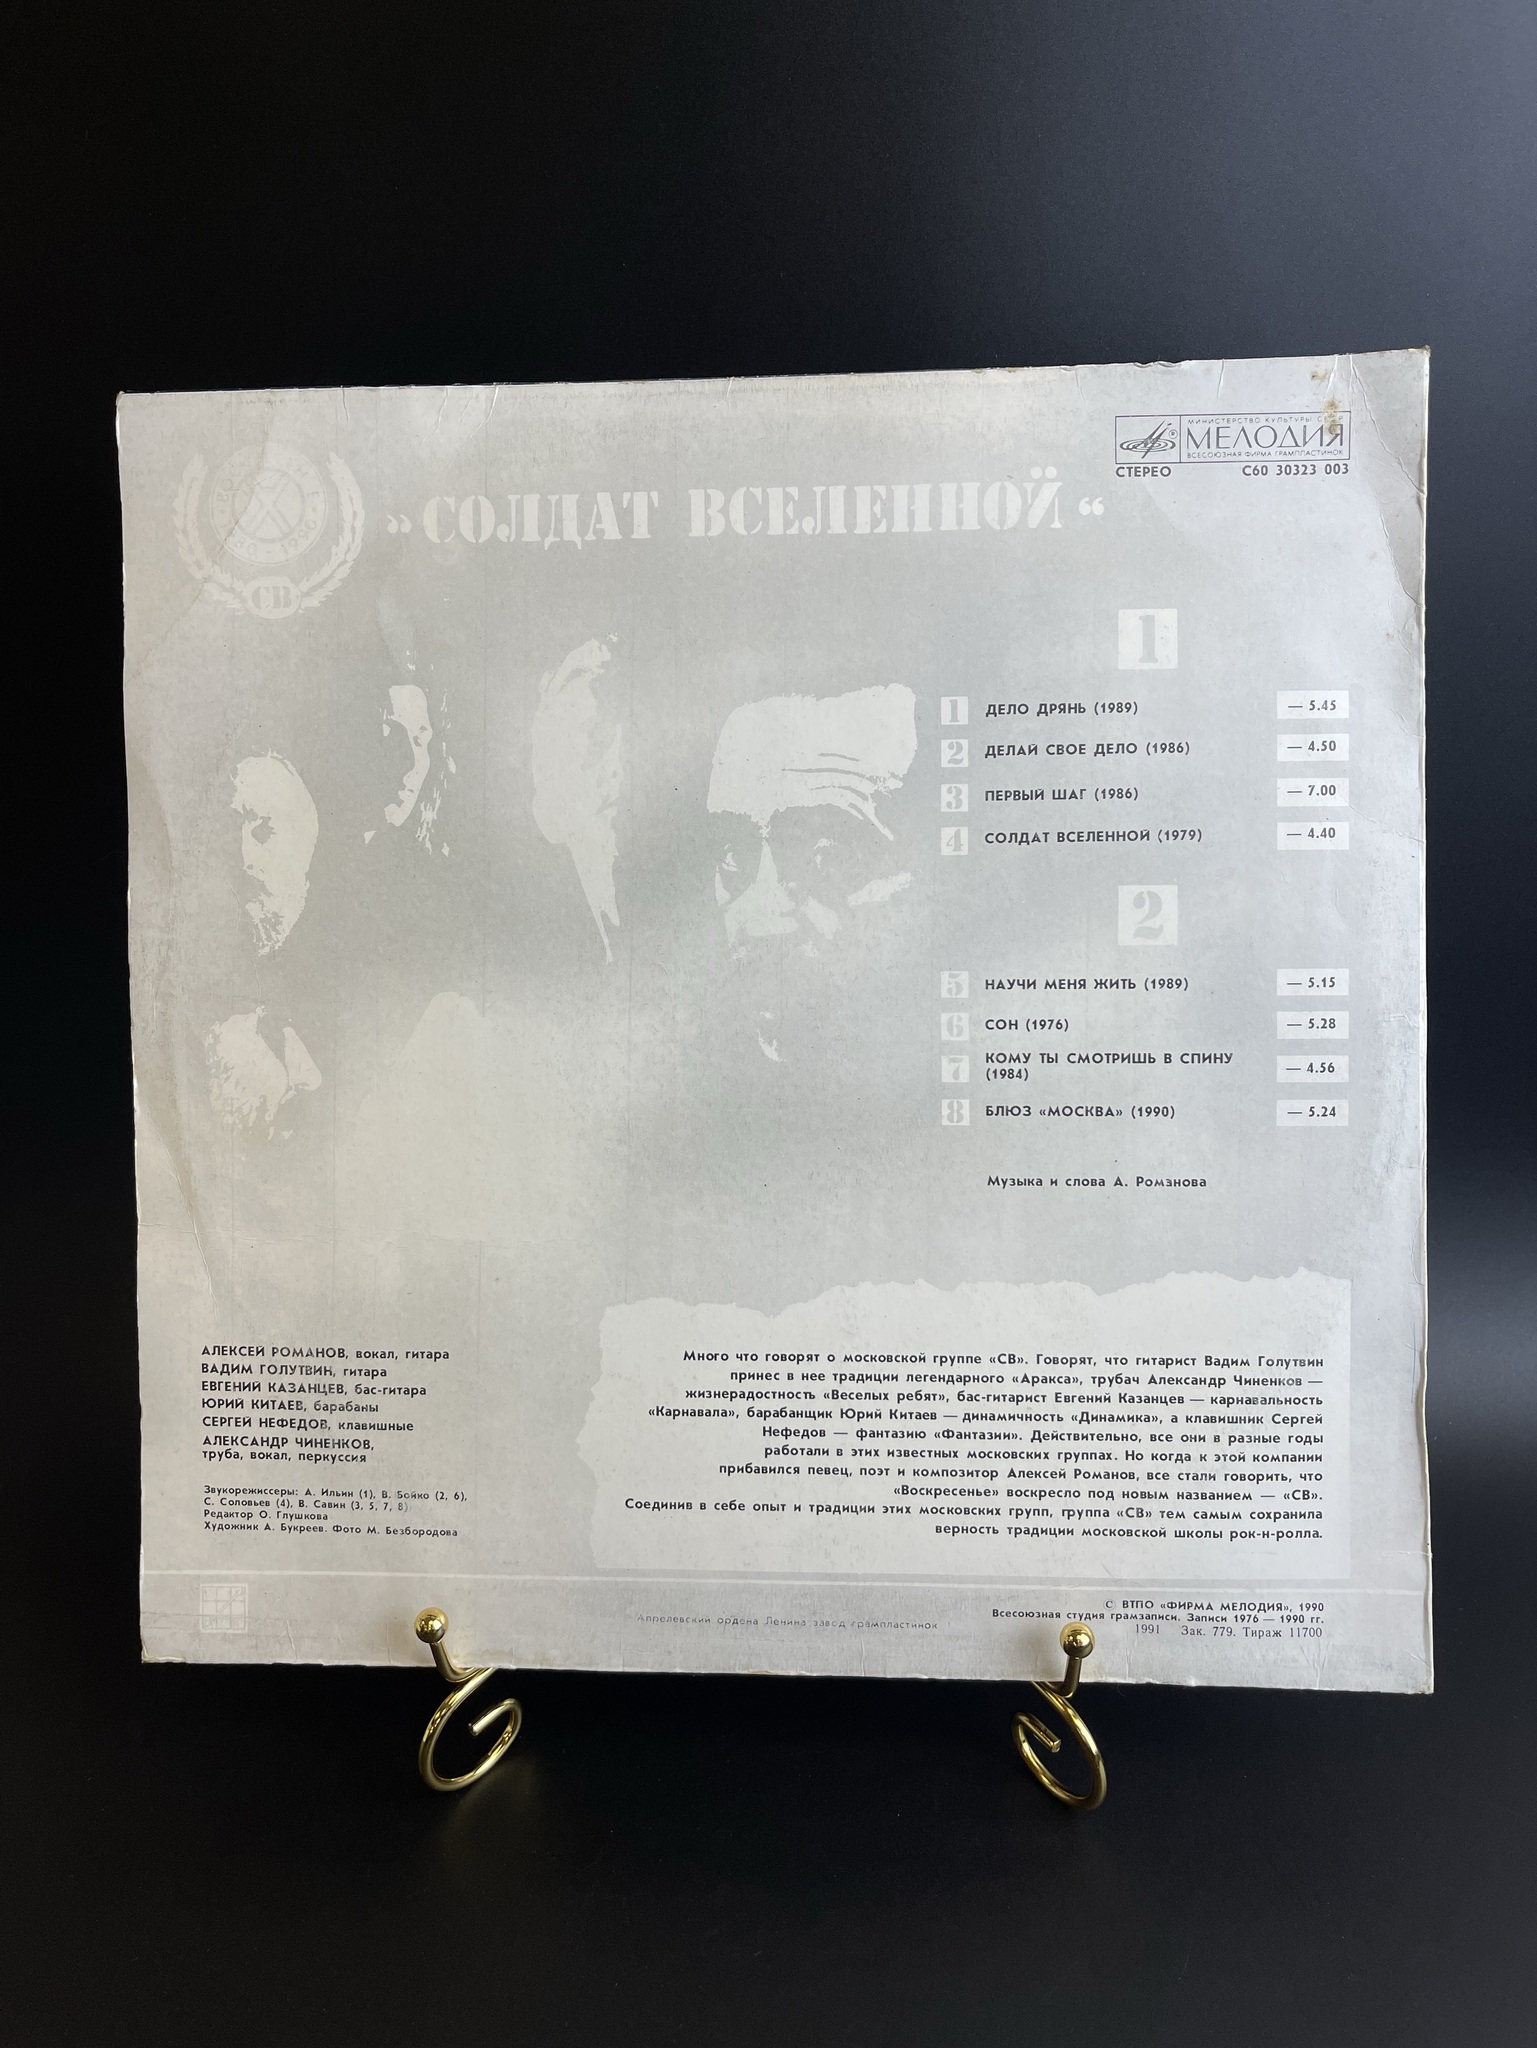 МИНИСТЕРСТВО КУЛЬТУРЫ СССР
МЕЛОДИЯ
ВСЕСОЮЗНАЯ ФИРМА ГРАМПЛАСТИНОК
СТЕРЕО С60 30323 003
„СОЛДАТ ВСЕЛЕННОЙ“
СВ
1
1 ДЕЛО ДРЯНЬ (1989) — 5.45
2 ДЕЛАЙ СВОЕ ДЕЛО (1986) — 4.50
3 ПЕРВЫЙ ШАГ (1986) — 7.00
4 СОЛДАТ ВСЕЛЕННОЙ (1979) — 4.40
2
5 НАУЧИ МЕНЯ ЖИТЬ (1989) — 5.15
6 СОН (1976) — 5.28
7 КОМУ ТЫ СМОТРИШЬ В СПИНУ
(1984) — 4.56
8 БЛЮЗ «МОСКВА» (1990) — 5.24
Музыка и слова А. Романова
АЛЕКСЕЙ РОМАНОВ, вокал, гитара
ВАДИМ ГОЛУТВИН, гитара
ЕВГЕНИЙ КАЗАНЦЕВ, бас-гитара
ЮРИЙ КИТАЕВ, барабаны
СЕРГЕЙ НЕФЕДОВ, клавишные
АЛЕКСАНДР ЧИНЕНКОВ,
труба, вокал, перкуссия
Звукорежиссеры: А. Ильин (1), В. Бойко (2, 6),
С. Соловьев (4), В. Савин (3, 5, 7, 8)
Редактор О. Глушкова
Художник А. Букреев. Фото М. Безбородова
Много что говорят о московской группе «СВ». Говорят, что гитарист Вадим Голутвин
принес в нее традиции легендарного «Аракса», трубач Александр Чиненков —
жизнерадостность «Веселых ребят», бас-гитарист Евгений Казанцев — карнавальность
«Карнавала», барабанщик Юрий Китаев — динамичность «Динамика», а клавишник Сергей
Нефедов — фантазию «Фантазии». Действительно, все они в разные годы
работали в этих известных московских группах. Но когда к этой компании
прибавился певец, поэт и композитор Алексей Романов, все стали говорить, что
«Воскресенье» воскресло под новым названием — «СВ».
Соединив в себе опыт и традиции этих московских групп, группа «СВ» тем самым сохранила
верность традиции московской школы рок-н-ролла.
Апрелевский ордена Ленина завод грампластинок
© ВТПО «ФИРМА МЕЛОДИЯ», 1990
Всесоюзная студия грамзаписи. Записи 1976 — 1990 гг.
1991 Зак. 779. Тираж 11700